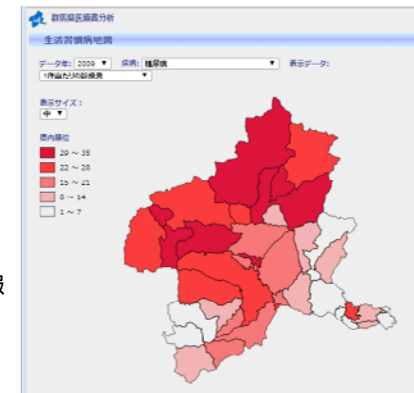 群馬県医療費分析
生活習慣病地図
データ年: 2009 ▼ 疾病: 糖尿病 ▼ 表示データ:
1件当たり診療費 ▼
表示サイズ:
中 ▼
県内順位
29 ～ 35
22 ～ 28
15 ～ 21
8 ～ 14
1 ～ 7
報